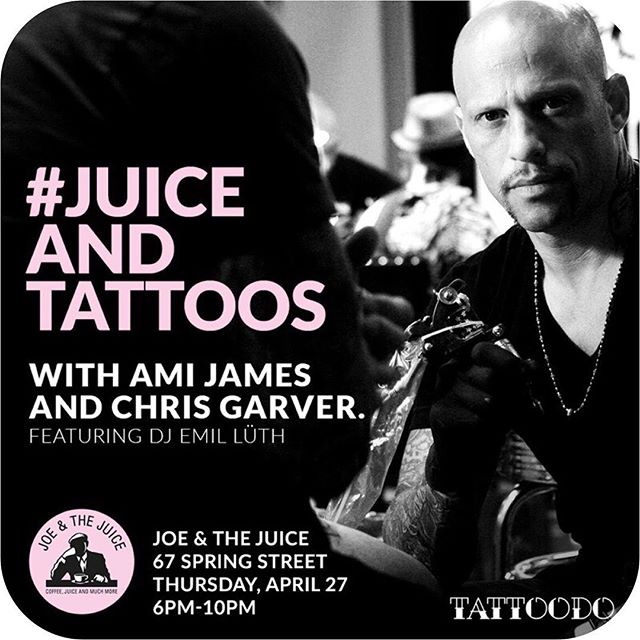 #JUICE
AND
TATTOOS
WITH AMI JAMES
AND CHRIS GARVER.
FEATURING DJ EMIL LÜTH
JOE & THE JUICE
COFFEE, JUICE AND MUCH MORE
JOE & THE JUICE
67 SPRING STREET
THURSDAY, APRIL 27
6PM-10PM
TATTOODO